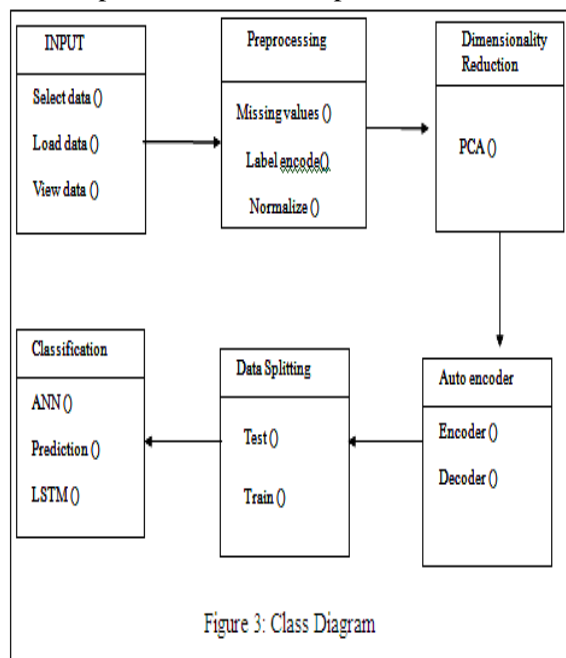 INPUT
Select data ()
Load data ()
View data ()
Preprocessing
Missing values ()
Label encode()
Normalize ()
Dimensionality
Reduction
PCA ()
Auto encoder
Encoder ()
Decoder ()
Data Splitting
Test ()
Train ()
Classification
ANN ()
Prediction ()
LSTM ()
Figure 3: Class Diagram